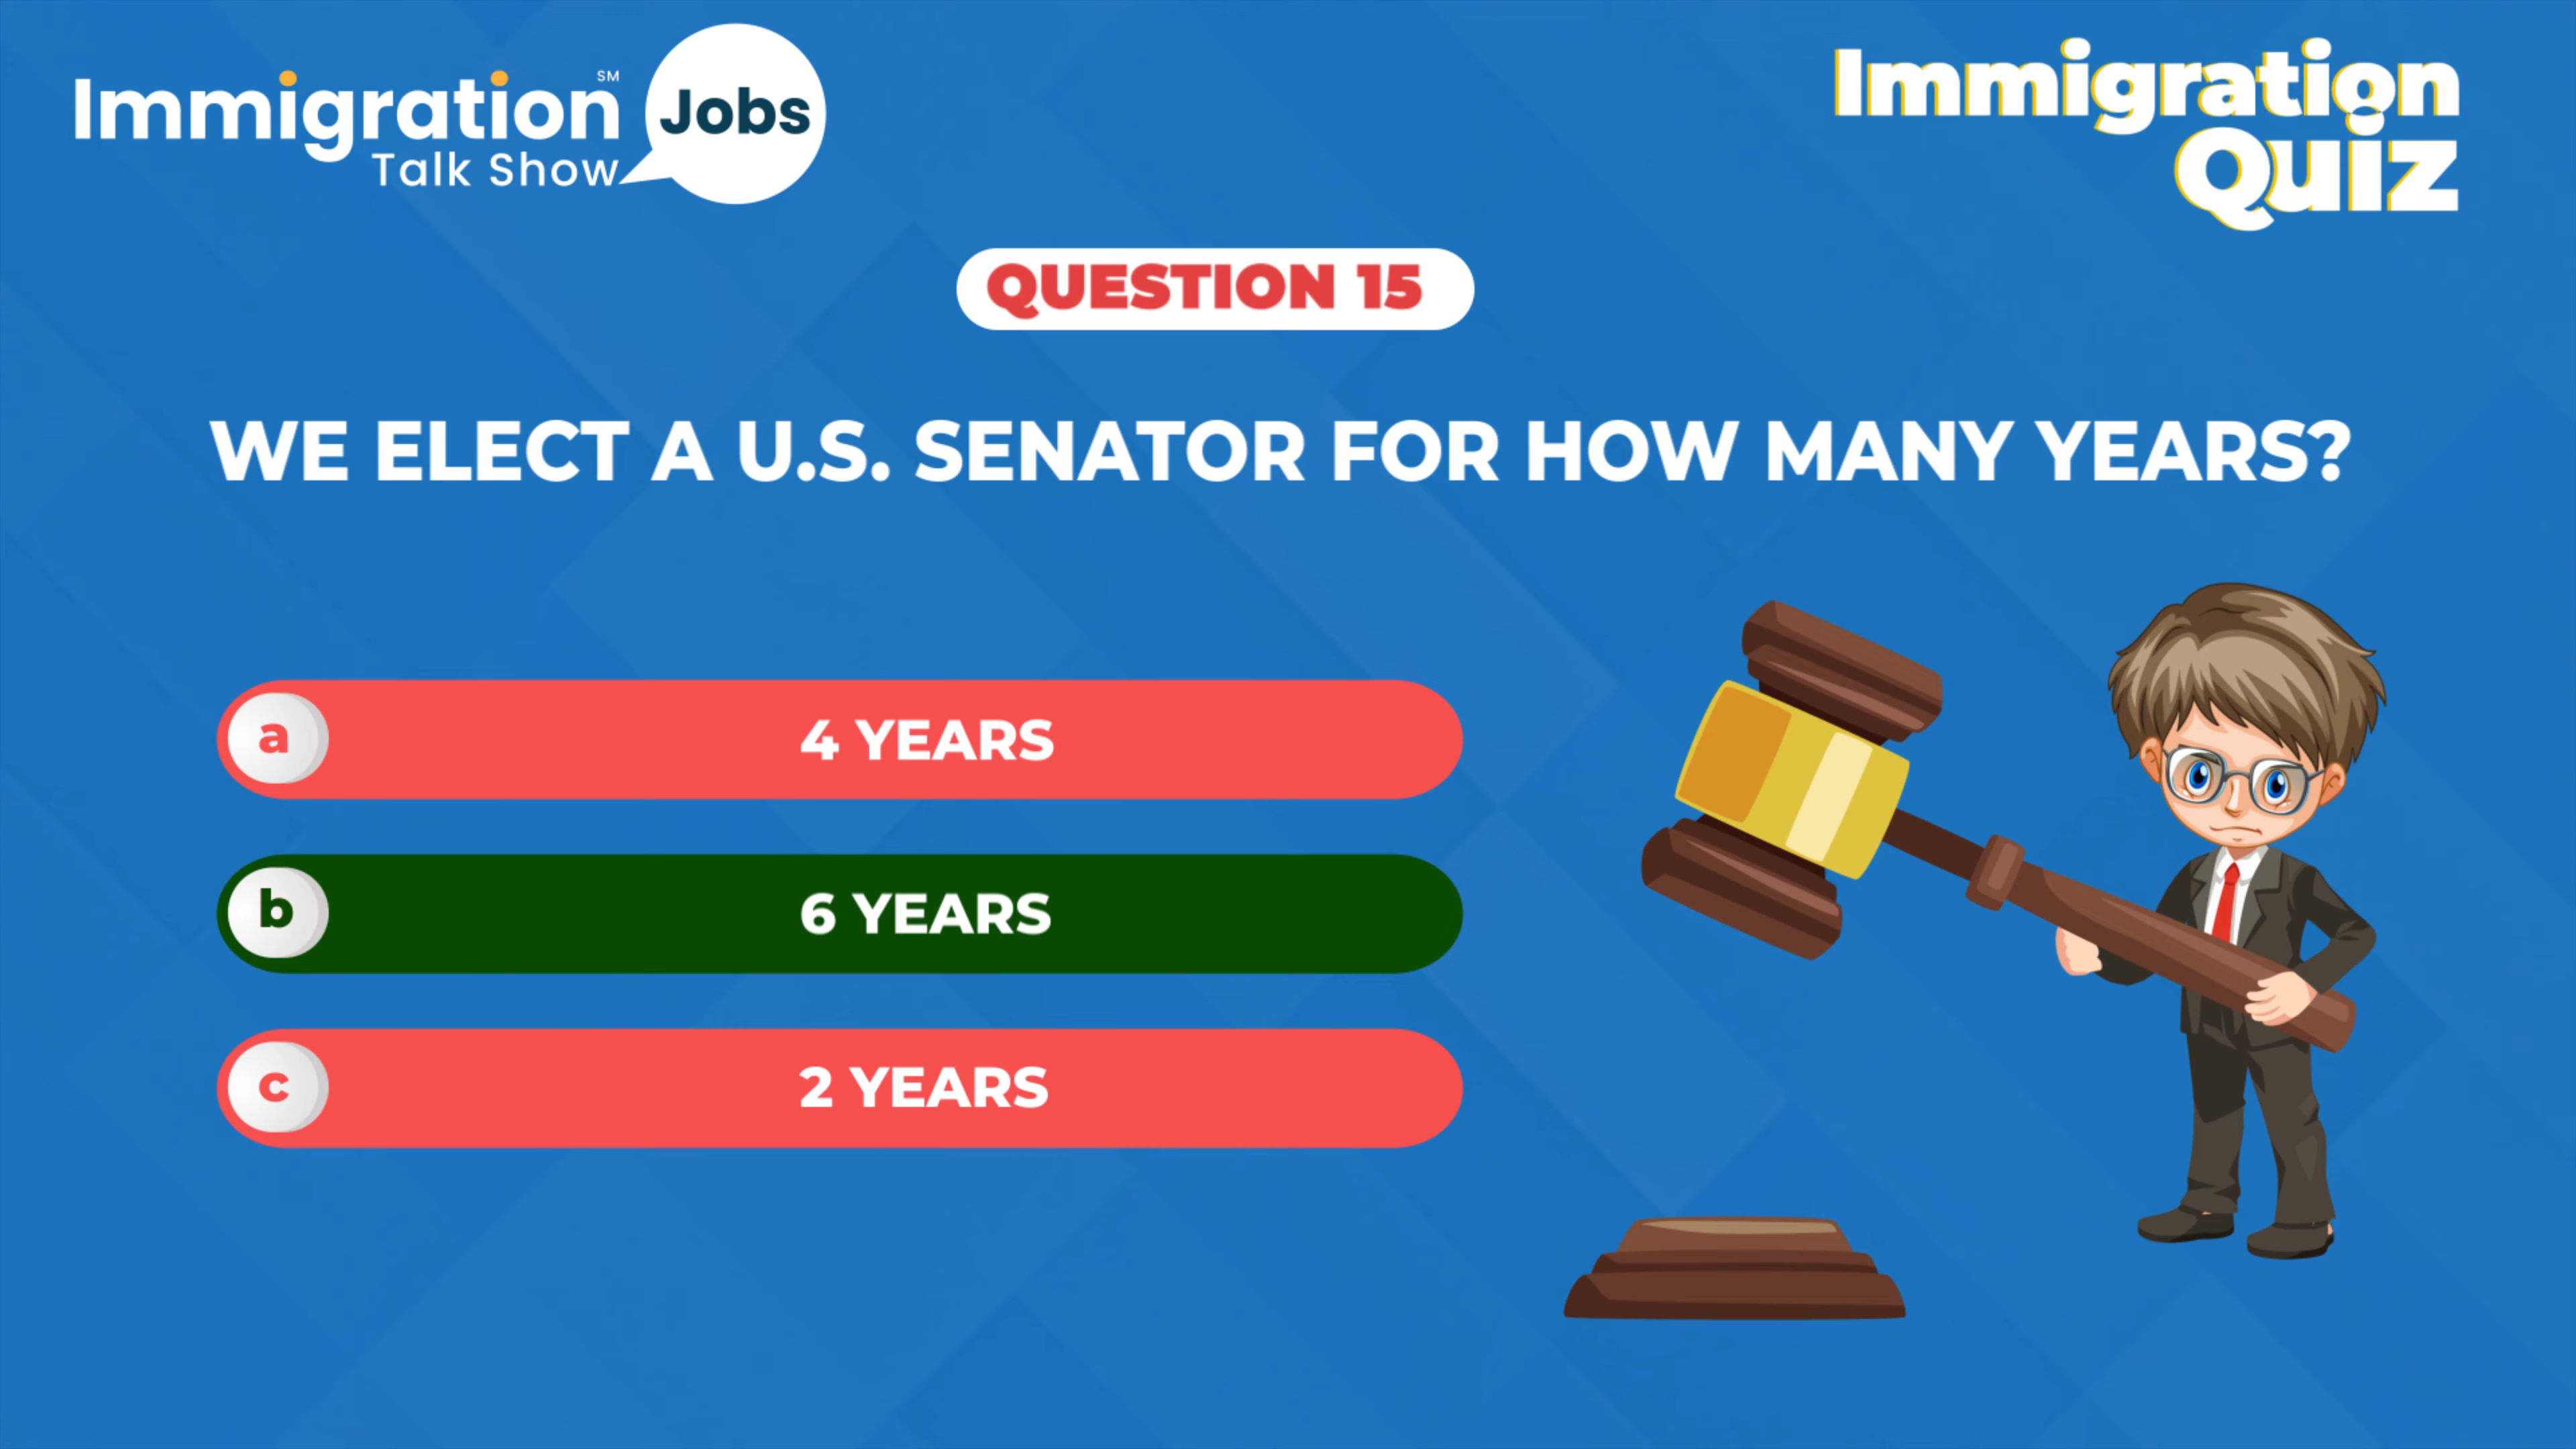 Immigration SM
Talk Show
Jobs
Immigration
Quiz
QUESTION 15
WE ELECT A U.S. SENATOR FOR HOW MANY YEARS?
a 4 YEARS
b 6 YEARS
c 2 YEARS